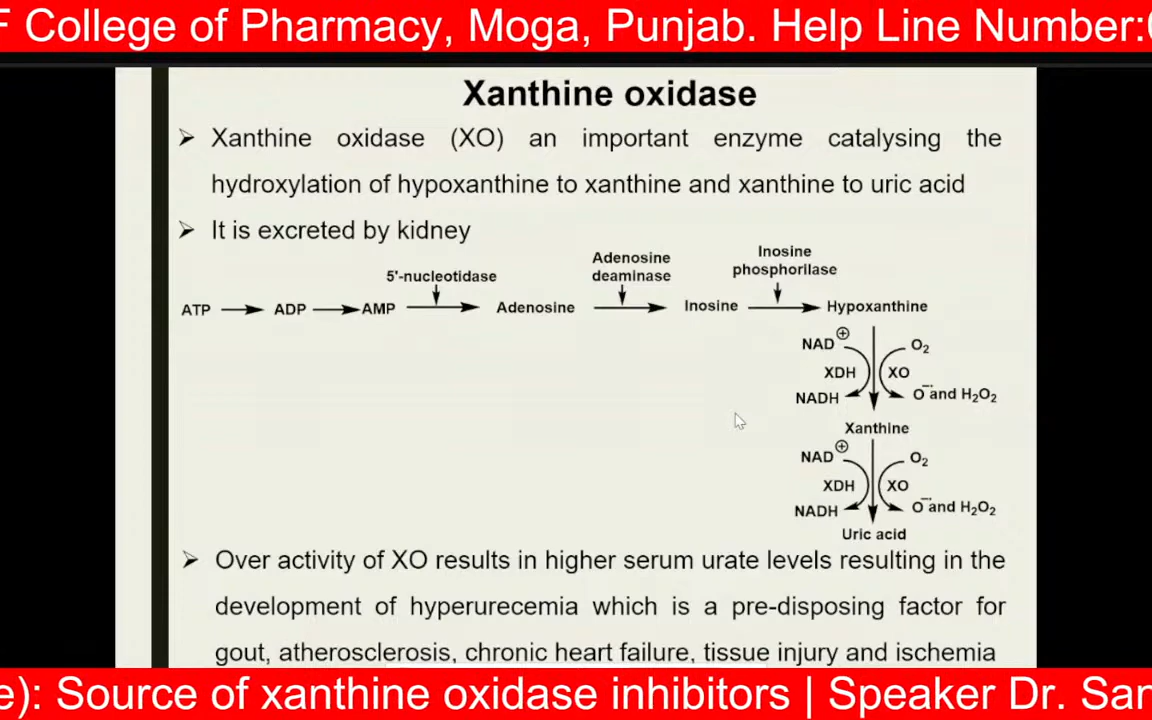 F College of Pharmacy, Moga, Punjab. Help Line Number:
Xanthine oxidase
➢ Xanthine oxidase (XO) an important enzyme catalysing the
hydroxylation of hypoxanthine to xanthine and xanthine to uric acid
➢ It is excreted by kidney
5'-nucleotidase
Adenosine
deaminase
Inosine
phosphorilase
ATP ADP AMP Adenosine Inosine Hypoxanthine
NAD⊕ O₂
XDH XO
NADH O⁻· and H₂O₂
Xanthine
NAD⊕ O₂
XDH XO
NADH O⁻· and H₂O₂
Uric acid
➢ Over activity of XO results in higher serum urate levels resulting in the
development of hyperurecemia which is a pre-disposing factor for
gout, atherosclerosis, chronic heart failure, tissue injury and ischemia
e): Source of xanthine oxidase inhibitors | Speaker Dr. San